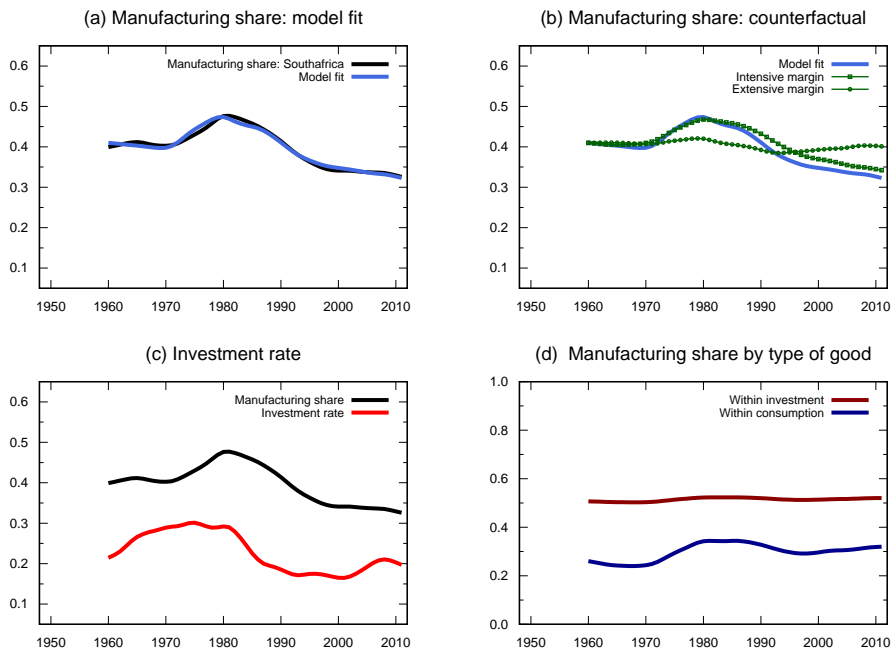 (a) Manufacturing share: model fit
0.6
0.5
0.4
0.3
0.2
0.1
Manufacturing share: Southafrica
Model fit
1950 1960 1970 1980 1990 2000 2010
(b) Manufacturing share: counterfactual
0.6
0.5
0.4
0.3
0.2
0.1
Model fit
Intensive margin
Extensive margin
1950 1960 1970 1980 1990 2000 2010
(c) Investment rate
0.6
0.5
0.4
0.3
0.2
0.1
Manufacturing share
Investment rate
1950 1960 1970 1980 1990 2000 2010
(d) Manufacturing share by type of good
1.0
0.8
0.6
0.4
0.2
0.0
Within investment
Within consumption
1950 1960 1970 1980 1990 2000 2010